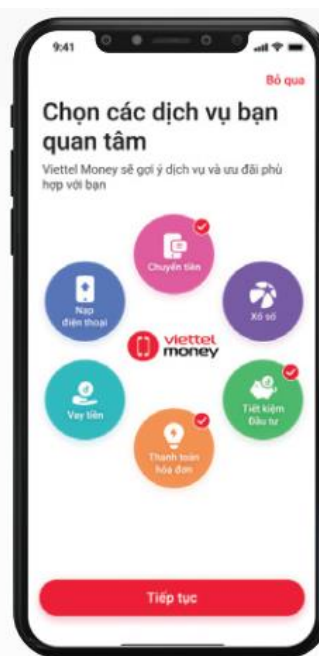 9:41
Bỏ qua
Chọn các dịch vụ bạn
quan tâm
Viettel Money sẽ gợi ý dịch vụ và ưu đãi phù
hợp với bạn
Chuyển tiền
Nạp
điện thoại
Xổ số
viettel
money
Vay tiền
Tiết kiệm
Đầu tư
Thanh toán
hóa đơn
Tiếp tục